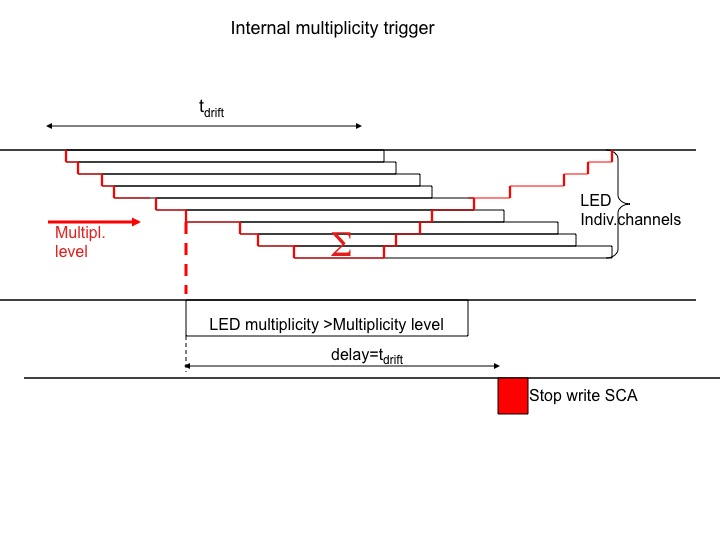 Internal multiplicity trigger
tdrift
LED
Indiv.channels
Multipl.
level
Σ
LED multiplicity >Multiplicity level
delay=tdrift
Stop write SCA